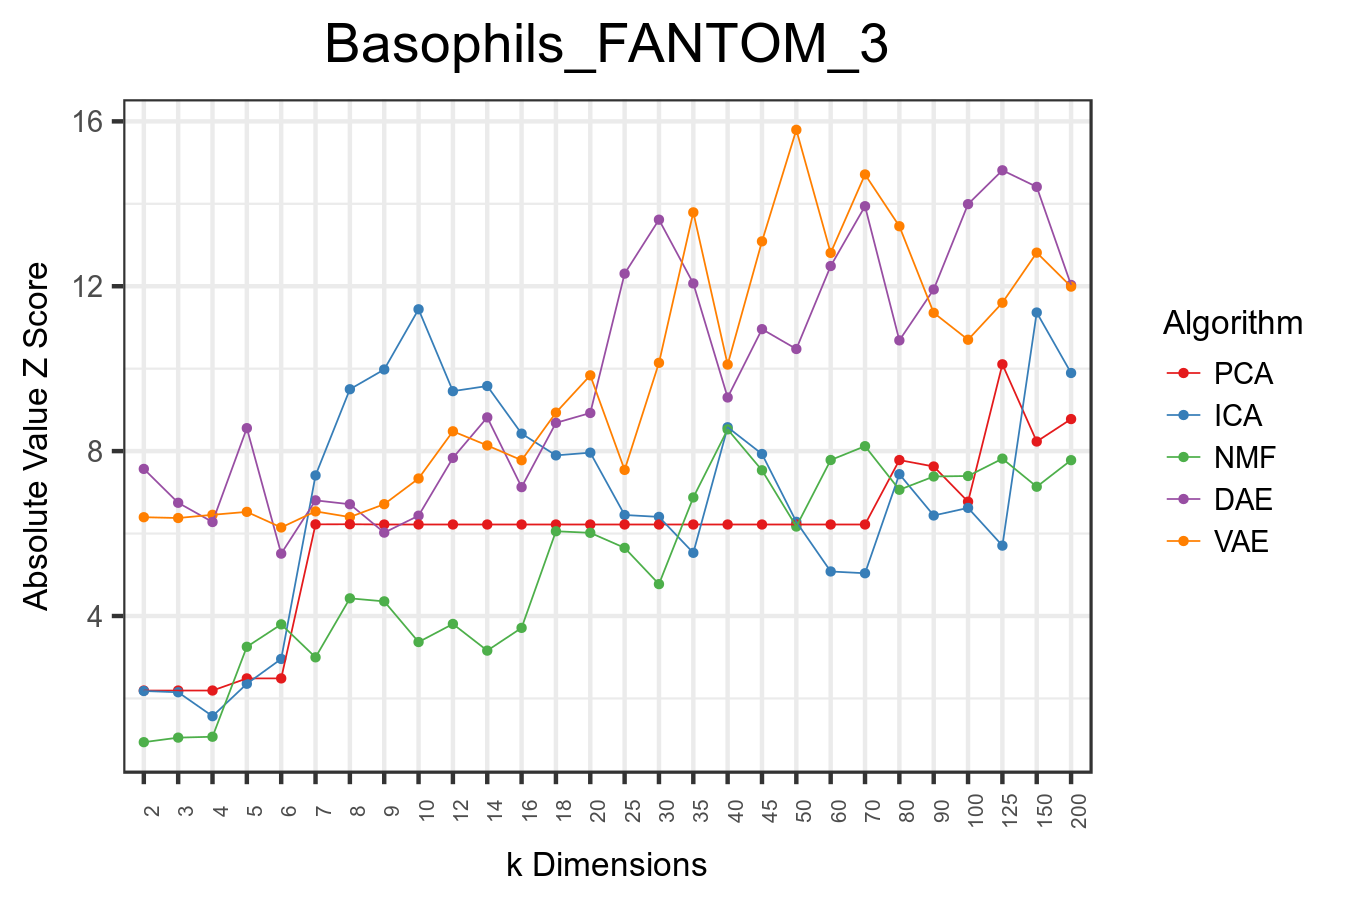 Basophils_FANTOM_3
Absolute Value Z Score
16
12
8
4
2 3 4 5 6 7 8 9 10 12 14 16 18 20 25 30 35 40 45 50 60 70 80 90 100 125 150 200
k Dimensions
Algorithm
PCA
ICA
NMF
DAE
VAE